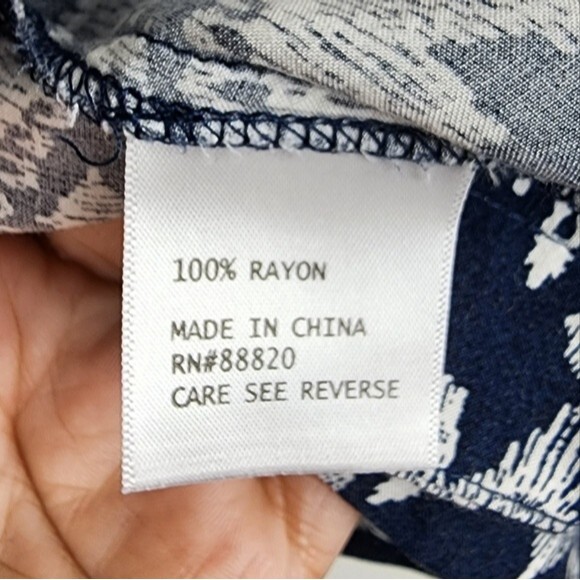 100% RAYON
MADE IN CHINA
RN#88820
CARE SEE REVERSE